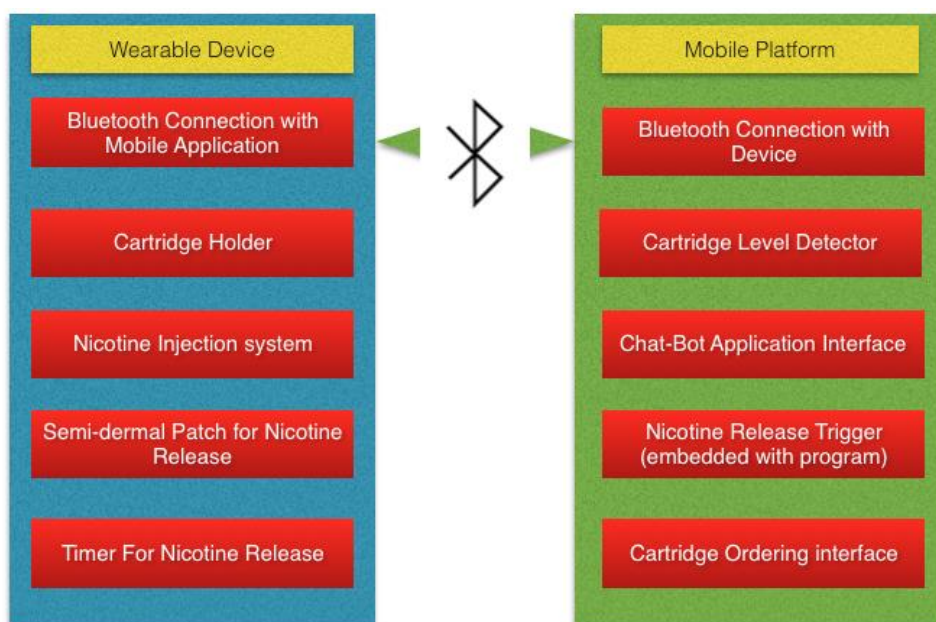 Wearable Device
Bluetooth Connection with
Mobile Application
Cartridge Holder
Nicotine Injection system
Semi-dermal Patch for Nicotine
Release
Timer For Nicotine Release
Mobile Platform
Bluetooth Connection with
Device
Cartridge Level Detector
Chat-Bot Application Interface
Nicotine Release Trigger
(embedded with program)
Cartridge Ordering interface